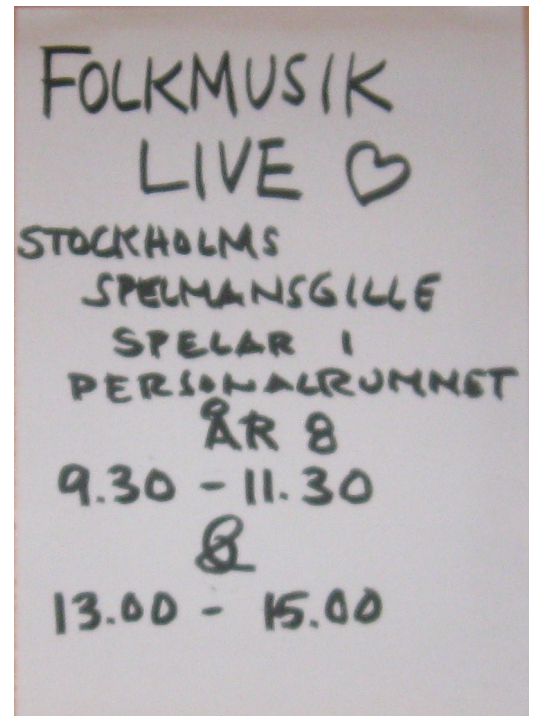 FOLKMUSIK
LIVE ♡
STOCKHOLMS
SPELMANSGILLE
SPELAR I
PERSONALRUMMET
ÅR 8
9.30 - 11.30
&
13.00 - 15.00